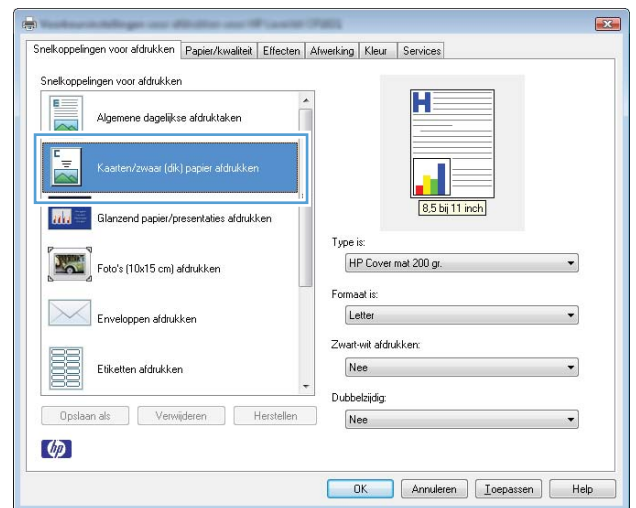 Snelkoppelingen voor afdrukken Papier/kwaliteit Effecten Afwerking Kleur Services
Snelkoppelingen voor afdrukken
E
Algemene dagelijkse afdruktaken
C
Kaarten/zwaar (dik) papier afdrukken
Glanzend papier/presentaties afdrukken
Foto's (10x15 cm) afdrukken
Enveloppen afdrukken
Etiketten afdrukken
Opslaan als Verwijderen Herstellen
H
8,5 bij 11 inch
Type is:
HP Cover mat 200 gr.
Formaat is:
Letter
Zwart-wit afdrukken:
Nee
Dubbelzijdig:
Nee
hp
OK Annuleren Toepassen Help